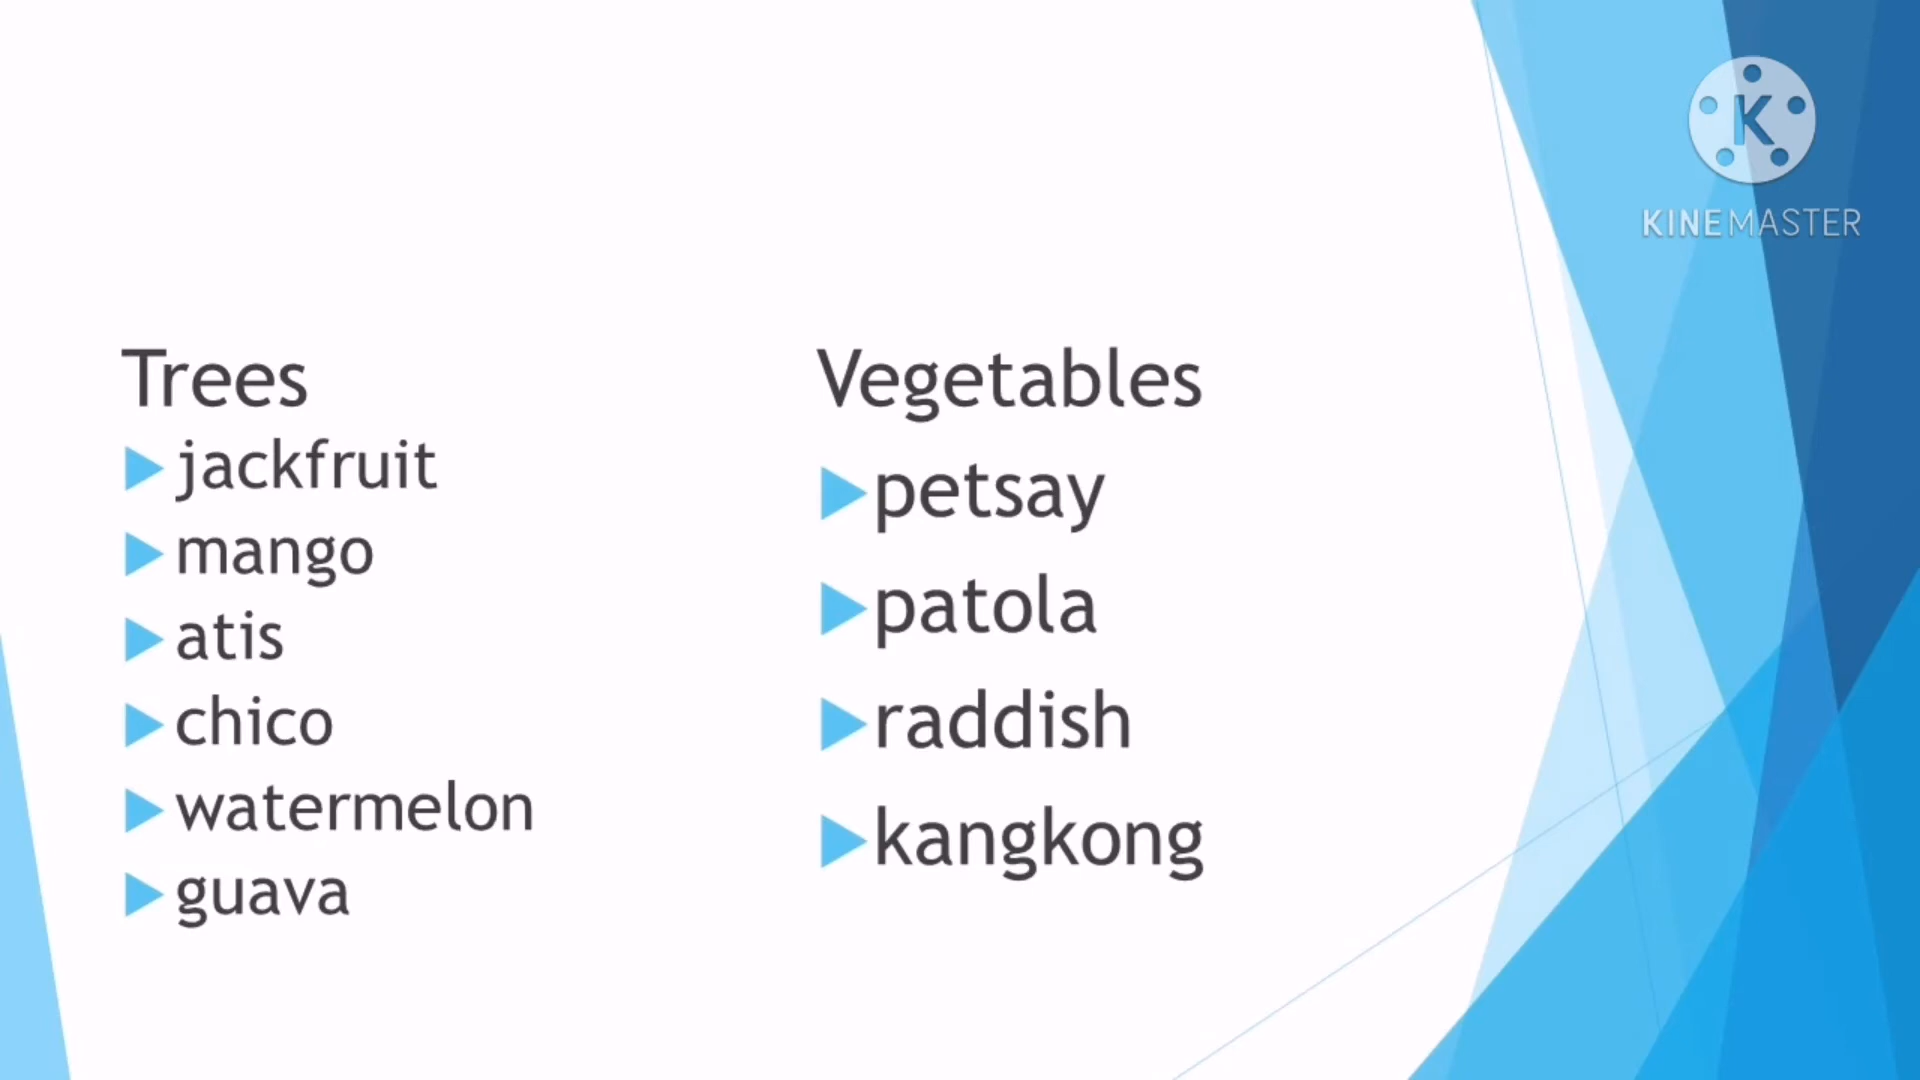 K
KINEMASTER
Trees
jackfruit
mango
atis
chico
watermelon
guava
Vegetables
petsay
patola
raddish
kangkong